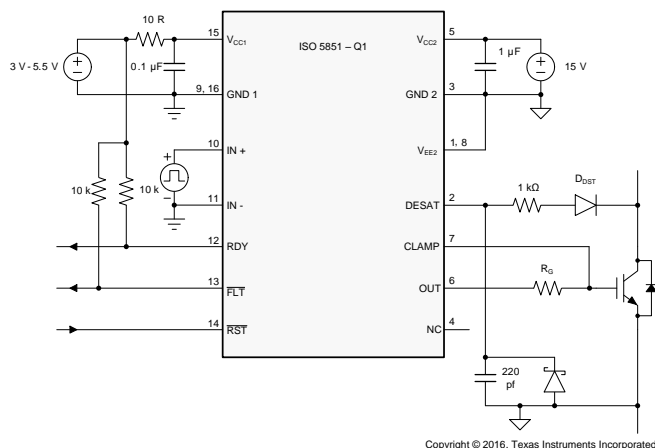 10 R
15
VCC1
ISO 5851 – Q1
VCC2
5
3 V - 5.5 V
+
–
0.1 µF
1 µF
+
–
15 V
9, 16
GND 1
GND 2
3
10
IN +
+
–
VEE2
1, 8
10 k
10 k
11
IN -
DESAT
2
1 kΩ
DDST
12
RDY
CLAMP
7
13
FLT
OUT
6
RG
14
RST
NC
4
220
pf
Copyright © 2016, Texas Instruments Incorporated